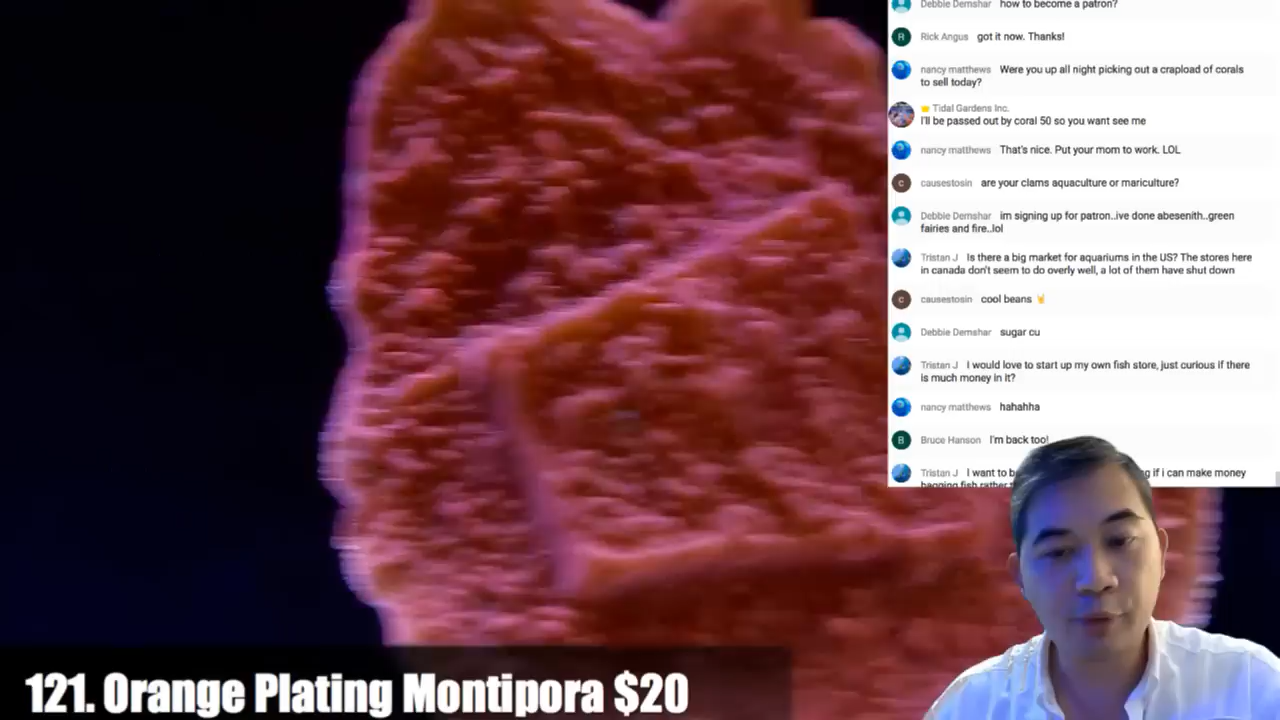 Debbie Demshar how to become a patron?
R Rick Angus got it now. Thanks!
nancy matthews Were you up all night picking out a crapload of corals
to sell today?
Tidal Gardens Inc.
I'll be passed out by coral 50 so you want see me
nancy matthews That's nice. Put your mom to work. LOL
C causestosin are your clams aquaculture or mariculture?
Debbie Demshar im signing up for patron..ive done abesenith..green
fairies and fire..lol
Tristan J Is there a big market for aquariums in the US? The stores here
in canada don't seem to do overly well, a lot of them have shut down
C causestosin cool beans 🤘
Debbie Demshar sugar cu
Tristan J I would love to start up my own fish store, just curious if there
is much money in it?
nancy matthews hahahha
B Bruce Hanson I'm back too!
Tristan J I want to if i can make money
bagging fish rather
121. Orange Plating Montipora $20